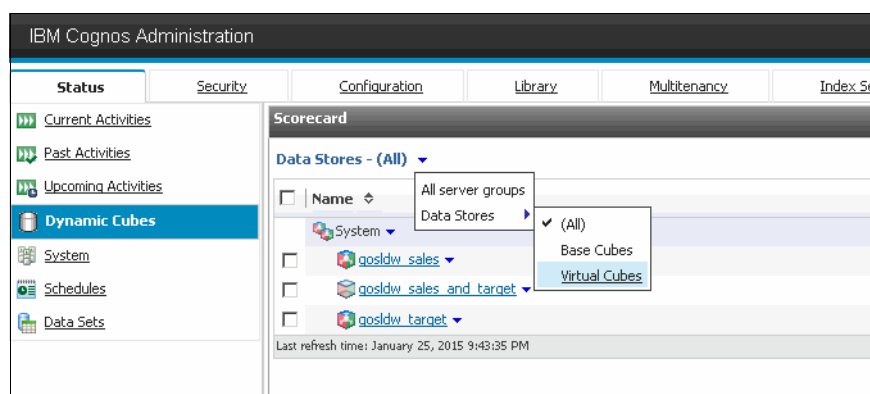 IBM Cognos Administration
Status Security Configuration Library Multitenancy Index Se
Current Activities
Past Activities
Upcoming Activities
Dynamic Cubes
System
Schedules
Data Sets
Scorecard
Data Stores - (All)
Name
System
gosldw_sales
gosldw_sales_and_target
gosldw_target
Last refresh time: January 25, 2015 9:43:35 PM
All server groups
Data Stores
(All)
Base Cubes
Virtual Cubes